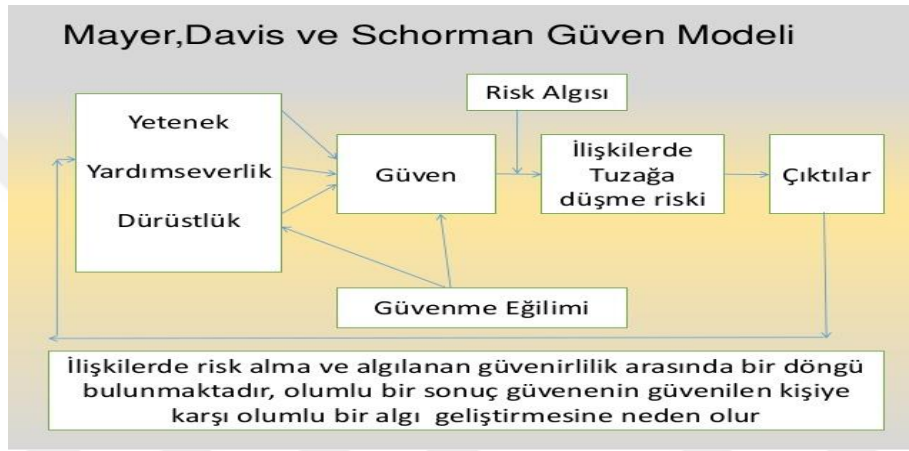 Mayer,Davis ve Schorman Güven Modeli
Risk Algısı
Yetenek
Yardımseverlik
Dürüstlük
Güven
İlişkilerde
Tuzağa
düşme riski
Çıktılar
Güvenme Eğilimi
İlişkilerde risk alma ve algılanan güvenirlilik arasında bir döngü
bulunmaktadır, olumlu bir sonuç güvenenin güvenilen kişiye
karşı olumlu bir algı geliştirmesine neden olur